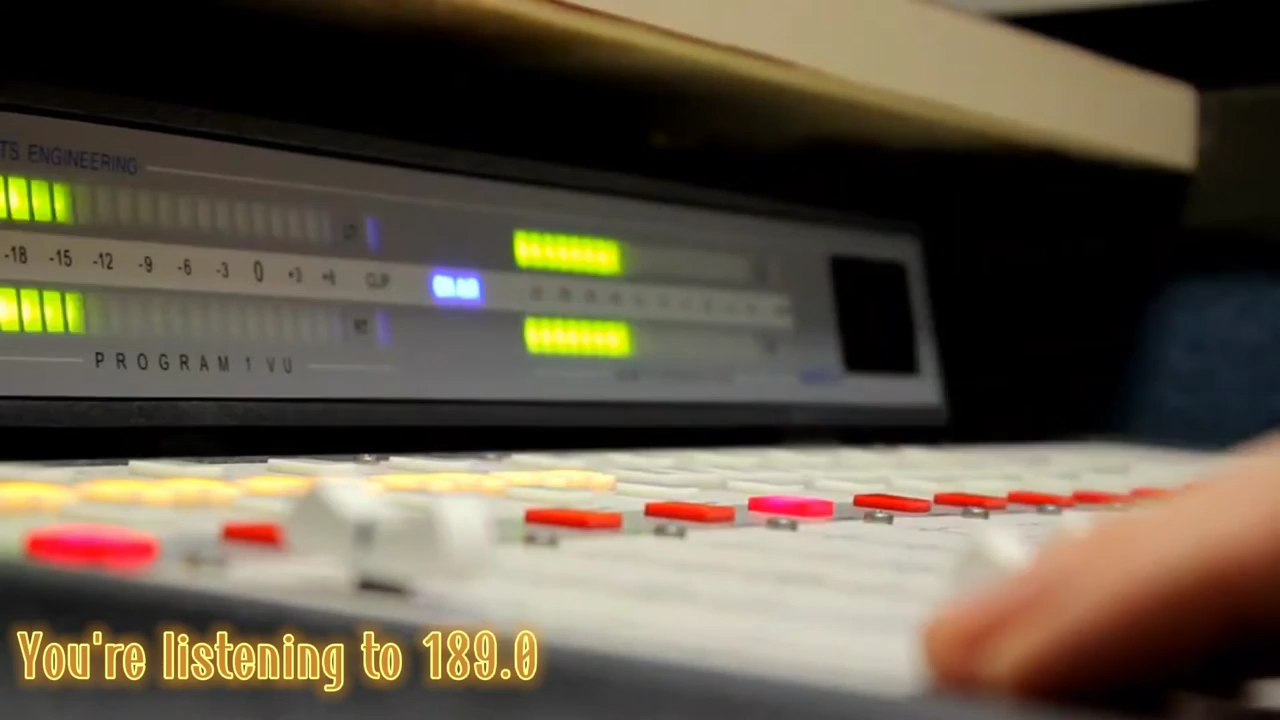 TS ENGINEERING
-18 -15 -12 -9 -6 -3 0 +3 +6 CLIP
PROGRAM 1 VU
You're listening to 189.0